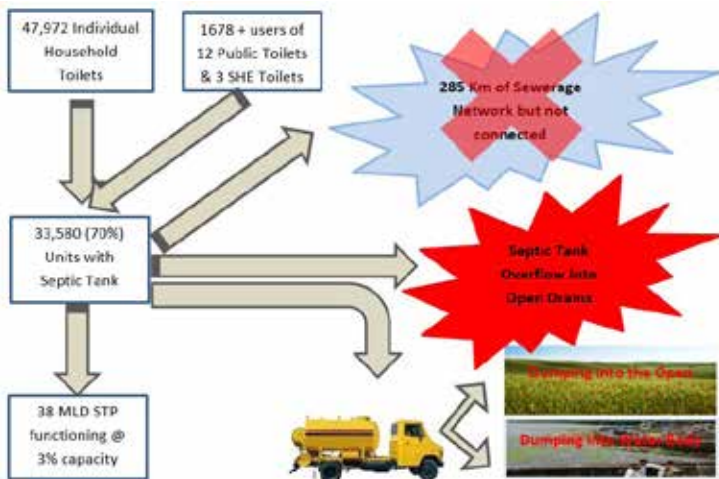 47,972 Individual
Household
Toilets
1678 + users of
12 Public Toilets
& 3 SHE Toilets
285 Km of Sewerage
Network but not
connected
33,580 (70%)
Units with
Septic Tank
Septic Tank
Overflow into
Open Drains
38 MLD STP
functioning @
3% capacity
Dumping into the Open
Dumping into Water Body